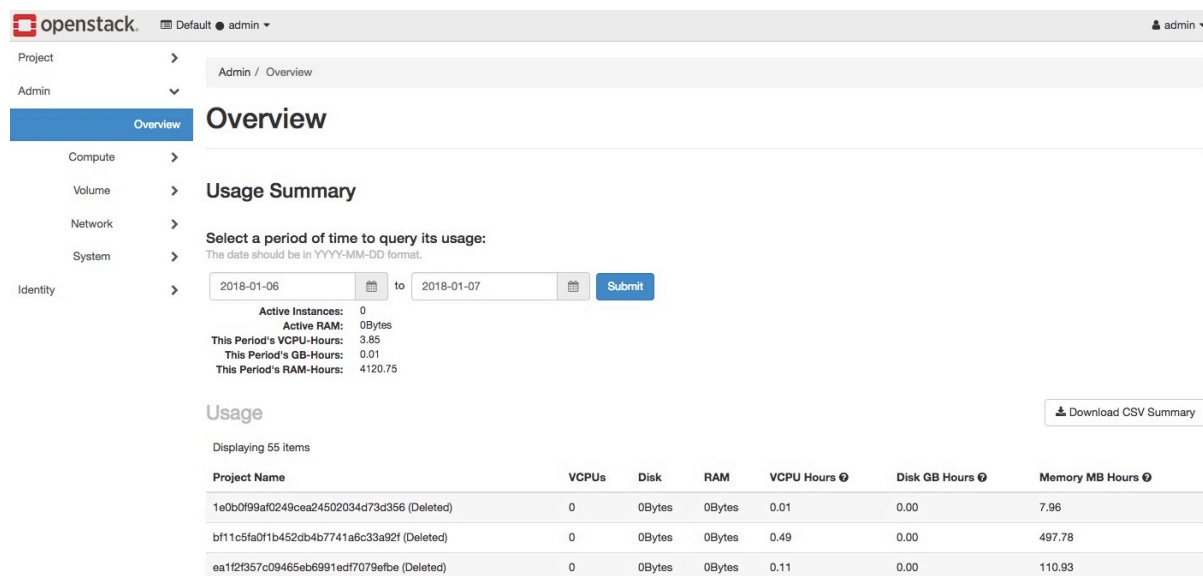 openstack. Default ● admin admin
Project
Admin
Overview
Compute
Volume
Network
System
Identity
Admin / Overview
Overview
Usage Summary
Select a period of time to query its usage:
The date should be in YYYY-MM-DD format.
2018-01-06 to 2018-01-07 Submit
Active Instances: 0
Active RAM: 0Bytes
This Period's VCPU-Hours: 3.85
This Period's GB-Hours: 0.01
This Period's RAM-Hours: 4120.75
Usage
Download CSV Summary
Displaying 55 items
Project Name VCPUs Disk RAM VCPU Hours Disk GB Hours Memory MB Hours
1e0b0f99af0249cea24502034d73d356 (Deleted) 0 0Bytes 0Bytes 0.01 0.00 7.96
bf11c5fa0f1b452db4b7741a6c33a92f (Deleted) 0 0Bytes 0Bytes 0.49 0.00 497.78
ea1f2f357c09465eb6991edf7079efbe (Deleted) 0 0Bytes 0Bytes 0.11 0.00 110.93